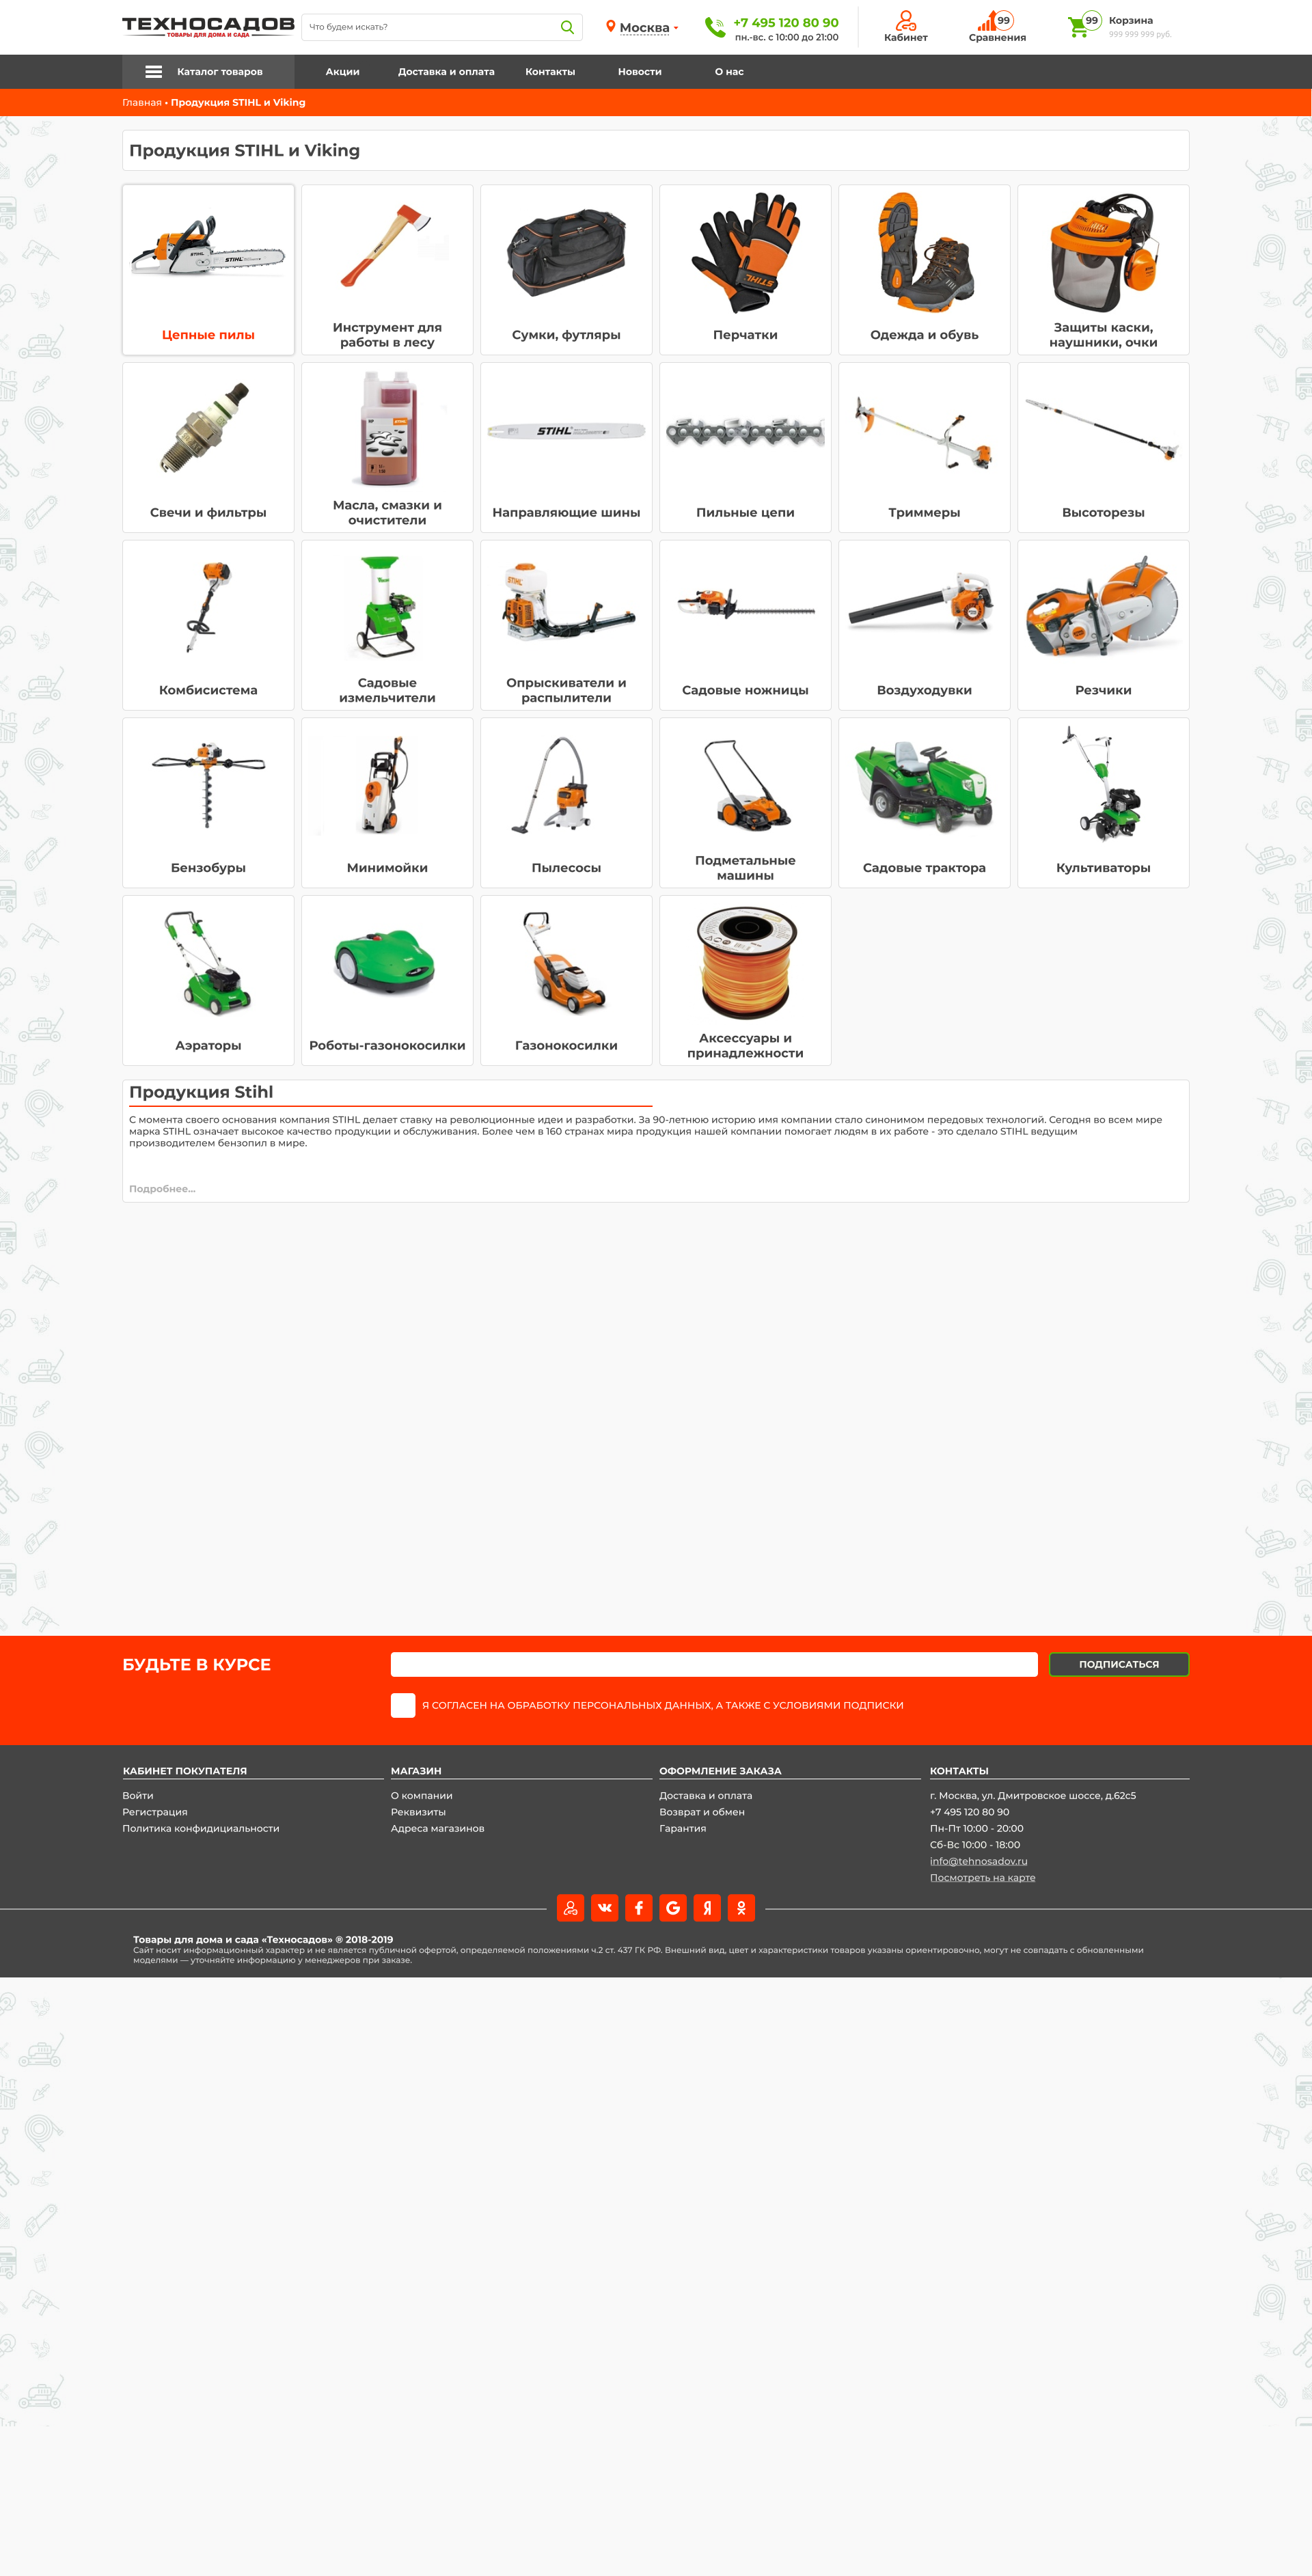 ТЕХНОСАДОВ
ТОВАРЫ ДЛЯ ДОМА И САДА
Что будем искать?
Москва
+7 495 120 80 90
пн.-вс. с 10:00 до 21:00
Кабинет
99
Сравнения
99
Корзина
999 999 999 руб.
Каталог товаров
Акции
Доставка и оплата
Контакты
Новости
О нас
Главная • Продукция STIHL и Viking
Продукция STIHL и Viking
Цепные пилы
Инструмент для
работы в лесу
Сумки, футляры
Перчатки
Одежда и обувь
Защиты каски,
наушники, очки
Свечи и фильтры
Масла, смазки и
очистители
Направляющие шины
Пильные цепи
Триммеры
Высоторезы
Комбисистема
Садовые
измельчители
Опрыскиватели и
распылители
Садовые ножницы
Воздуходувки
Резчики
Бензобуры
Минимойки
Пылесосы
Подметальные
машины
Садовые трактора
Культиваторы
Аэраторы
Роботы-газонокосилки
Газонокосилки
Аксессуары и
принадлежности
Продукция Stihl
С момента своего основания компания STIHL делает ставку на революционные идеи и разработки. За 90-летнюю историю имя компании стало синонимом передовых технологий. Сегодня во всем мире
марка STIHL означает высокое качество продукции и обслуживания. Более чем в 160 странах мира продукция нашей компании помогает людям в их работе - это сделало STIHL ведущим
производителем бензопил в мире.
Подробнее...
БУДЬТЕ В КУРСЕ
ПОДПИСАТЬСЯ
Я СОГЛАСЕН НА ОБРАБОТКУ ПЕРСОНАЛЬНЫХ ДАННЫХ, А ТАКЖЕ С УСЛОВИЯМИ ПОДПИСКИ
КАБИНЕТ ПОКУПАТЕЛЯ
Войти
Регистрация
Политика конфидициальности
МАГАЗИН
О компании
Реквизиты
Адреса магазинов
ОФОРМЛЕНИЕ ЗАКАЗА
Доставка и оплата
Возврат и обмен
Гарантия
КОНТАКТЫ
г. Москва, ул. Дмитровское шоссе, д.62с5
+7 495 120 80 90
Пн-Пт 10:00 - 20:00
Сб-Вс 10:00 - 18:00
info@tehnosadov.ru
Посмотреть на карте
Товары для дома и сада «Техносадов» ® 2018-2019
Сайт носит информационный характер и не является публичной офертой, определяемой положениями ч.2 ст. 437 ГК РФ. Внешний вид, цвет и характеристики товаров указаны ориентировочно, могут не совпадать с обновленными
моделями — уточняйте информацию у менеджеров при заказе.